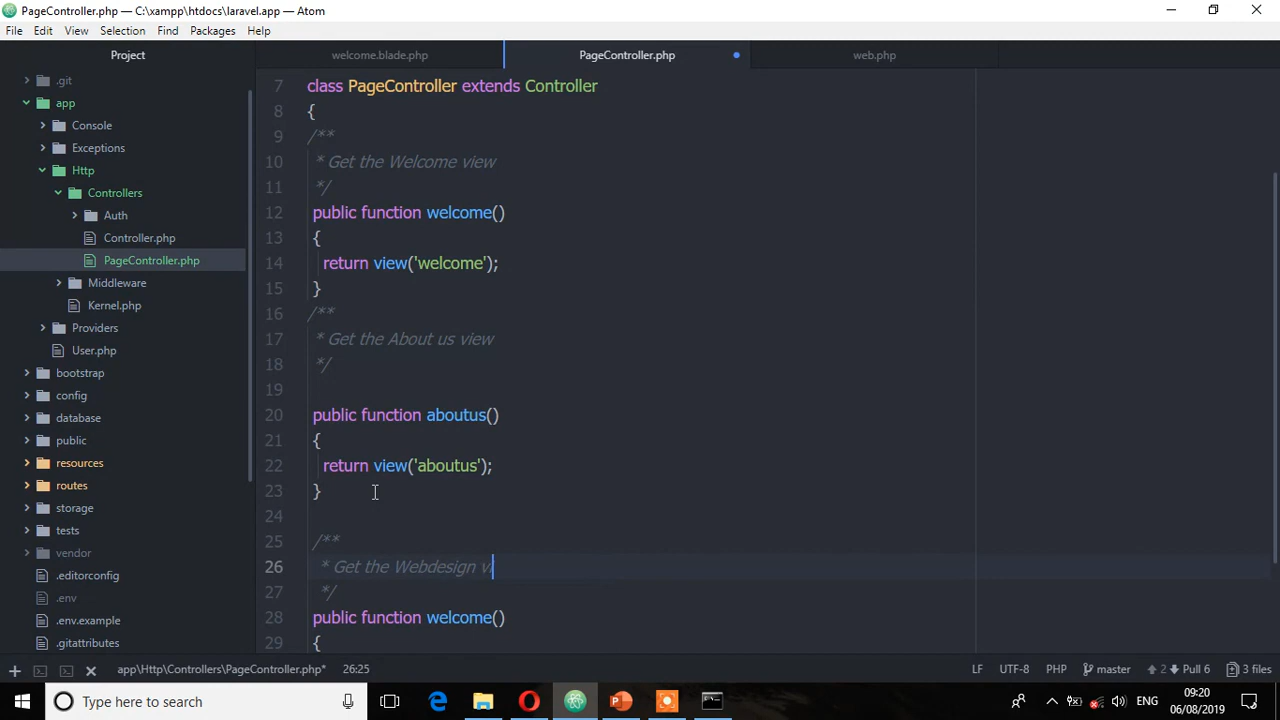 PageController.php — C:\xampp\htdocs\laravel.app — Atom
File Edit View Selection Find Packages Help
Project
welcome.blade.php PageController.php web.php
.git
app
Console
Exceptions
Http
Controllers
Auth
Controller.php
PageController.php
Middleware
Kernel.php
Providers
User.php
bootstrap
config
database
public
resources
routes
storage
tests
vendor
.editorconfig
.env
.env.example
.gitattributes
7 class PageController extends Controller
8 {
9 /**
10 * Get the Welcome view
11 */
12 public function welcome()
13 {
14 return view('welcome');
15 }
16 /**
17 * Get the About us view
18 */
19
20 public function aboutus()
21 {
22 return view('aboutus');
23 }
24
25 /**
26 * Get the Webdesign vi
27 */
28 public function welcome()
29 {
app\Http\Controllers\PageController.php* 26:25 LF UTF-8 PHP master 2 Pull 6 3 files
Type here to search
ENG
09:20
06/08/2019